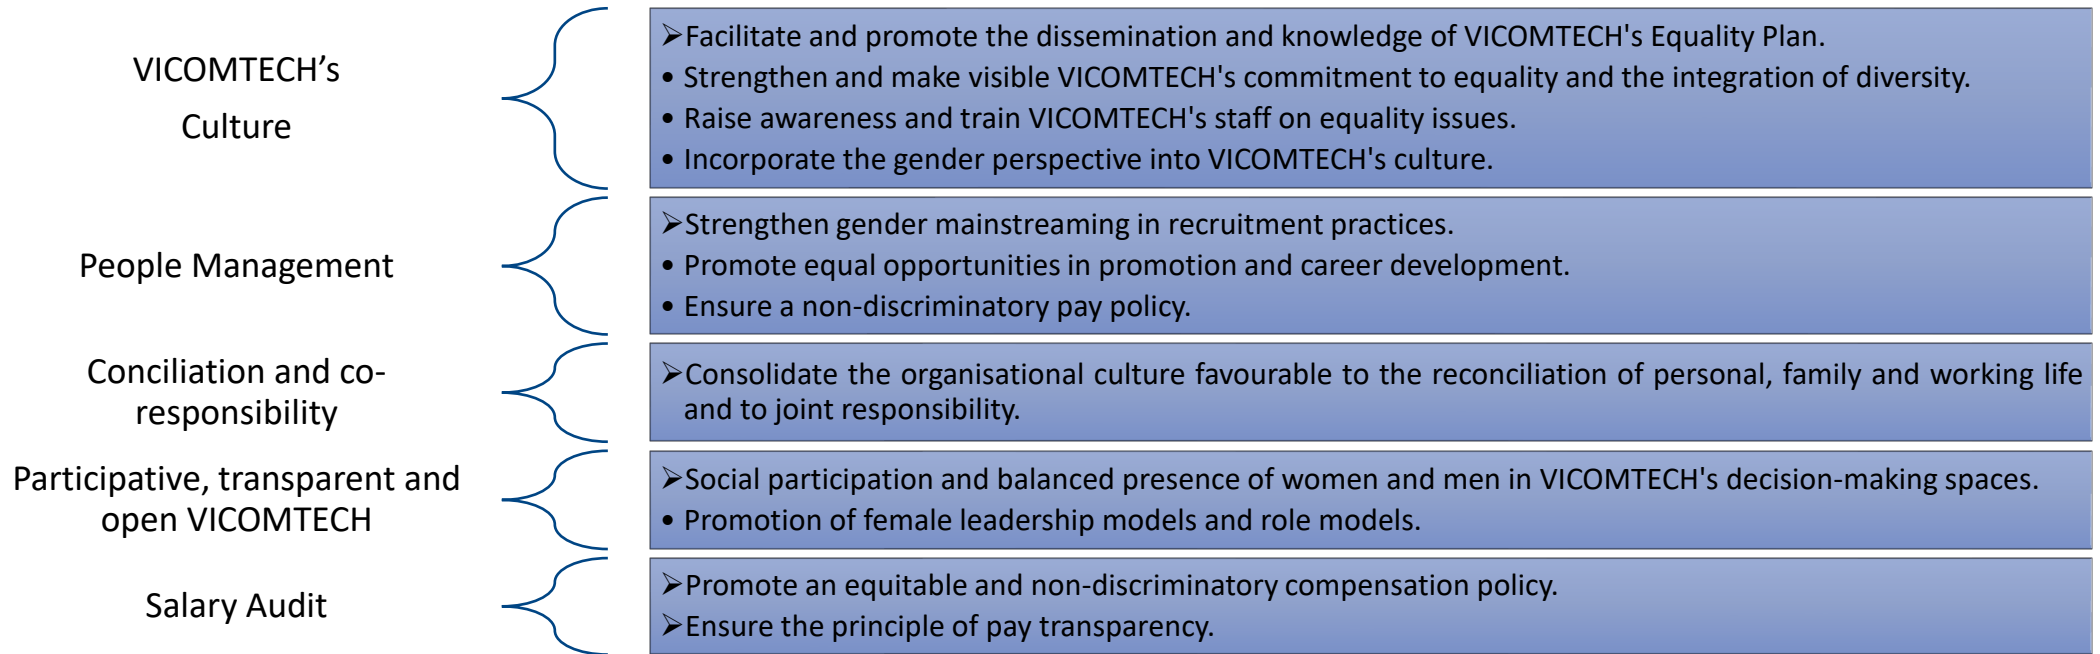 VICOMTECH’s
Culture
➢Facilitate and promote the dissemination and knowledge of VICOMTECH's Equality Plan.
• Strengthen and make visible VICOMTECH's commitment to equality and the integration of diversity.
• Raise awareness and train VICOMTECH's staff on equality issues.
• Incorporate the gender perspective into VICOMTECH's culture.
People Management
➢Strengthen gender mainstreaming in recruitment practices.
• Promote equal opportunities in promotion and career development.
• Ensure a non-discriminatory pay policy.
Conciliation and co-
responsibility
➢Consolidate the organisational culture favourable to the reconciliation of personal, family and working life
and to joint responsibility.
Participative, transparent and
open VICOMTECH
➢Social participation and balanced presence of women and men in VICOMTECH's decision-making spaces.
• Promotion of female leadership models and role models.
Salary Audit
➢Promote an equitable and non-discriminatory compensation policy.
➢Ensure the principle of pay transparency.